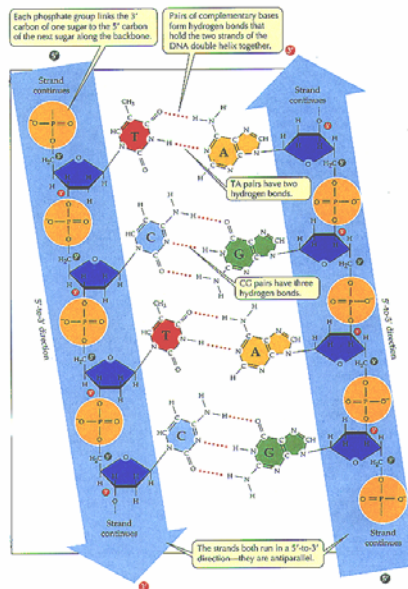 Each phosphate group links the 3'
carbon of one sugar to the 5' carbon
of the next sugar along the backbone.
Pairs of complementary bases
form hydrogen bonds that
hold the two strands of the
DNA double helix together.
5'
3'
Strand
continues
Strand
continues
T
A
TA pairs have two
hydrogen bonds.
C
G
CG pairs have three
hydrogen bonds.
5'-to-3' direction
5'-to-3' direction
T
A
C
G
Strand
continues
Strand
continues
The strands both run in a 5'-to-3'
direction—they are antiparallel.
3'
5'